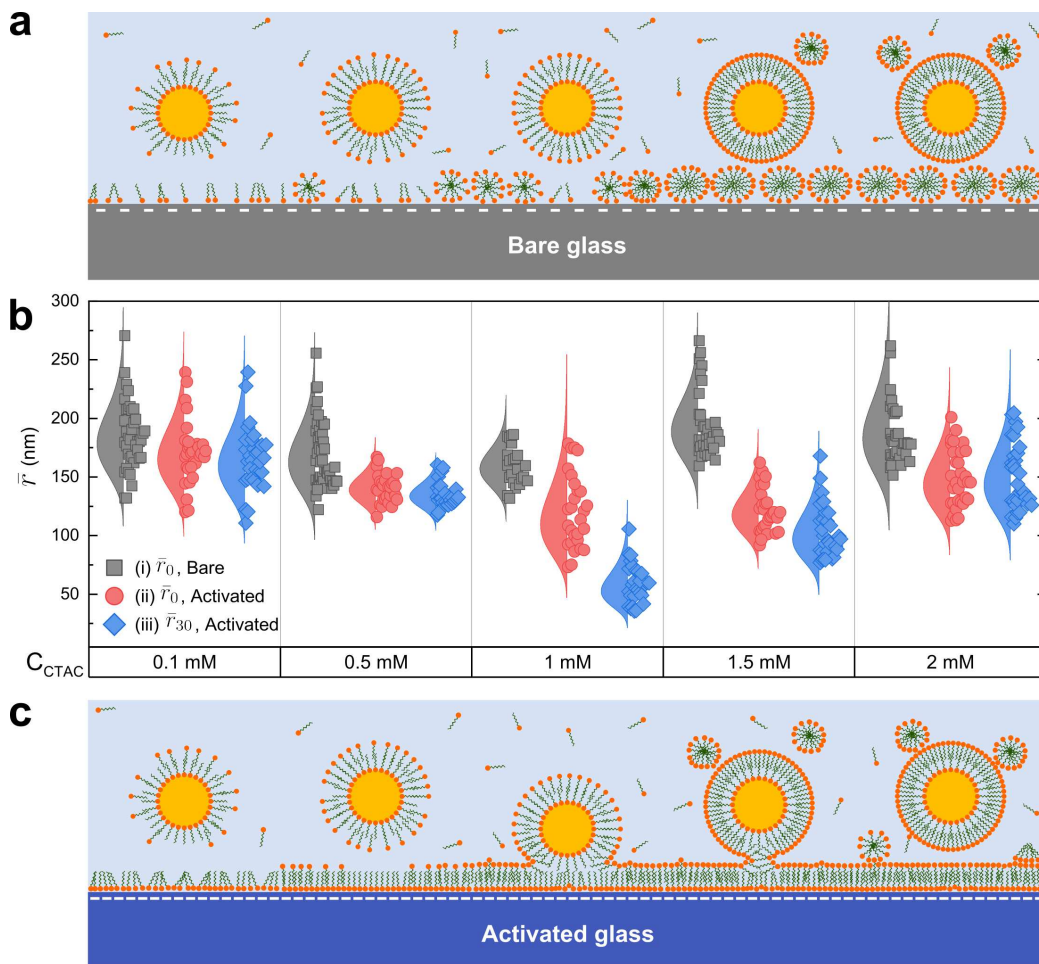 a
Bare glass
b
r̄ (nm)
300
250
200
150
100
50
(i) r̄₀, Bare
(ii) r̄₀, Activated
(iii) r̄₃₀, Activated
C_CTAC 0.1 mM 0.5 mM 1 mM 1.5 mM 2 mM
c
Activated glass